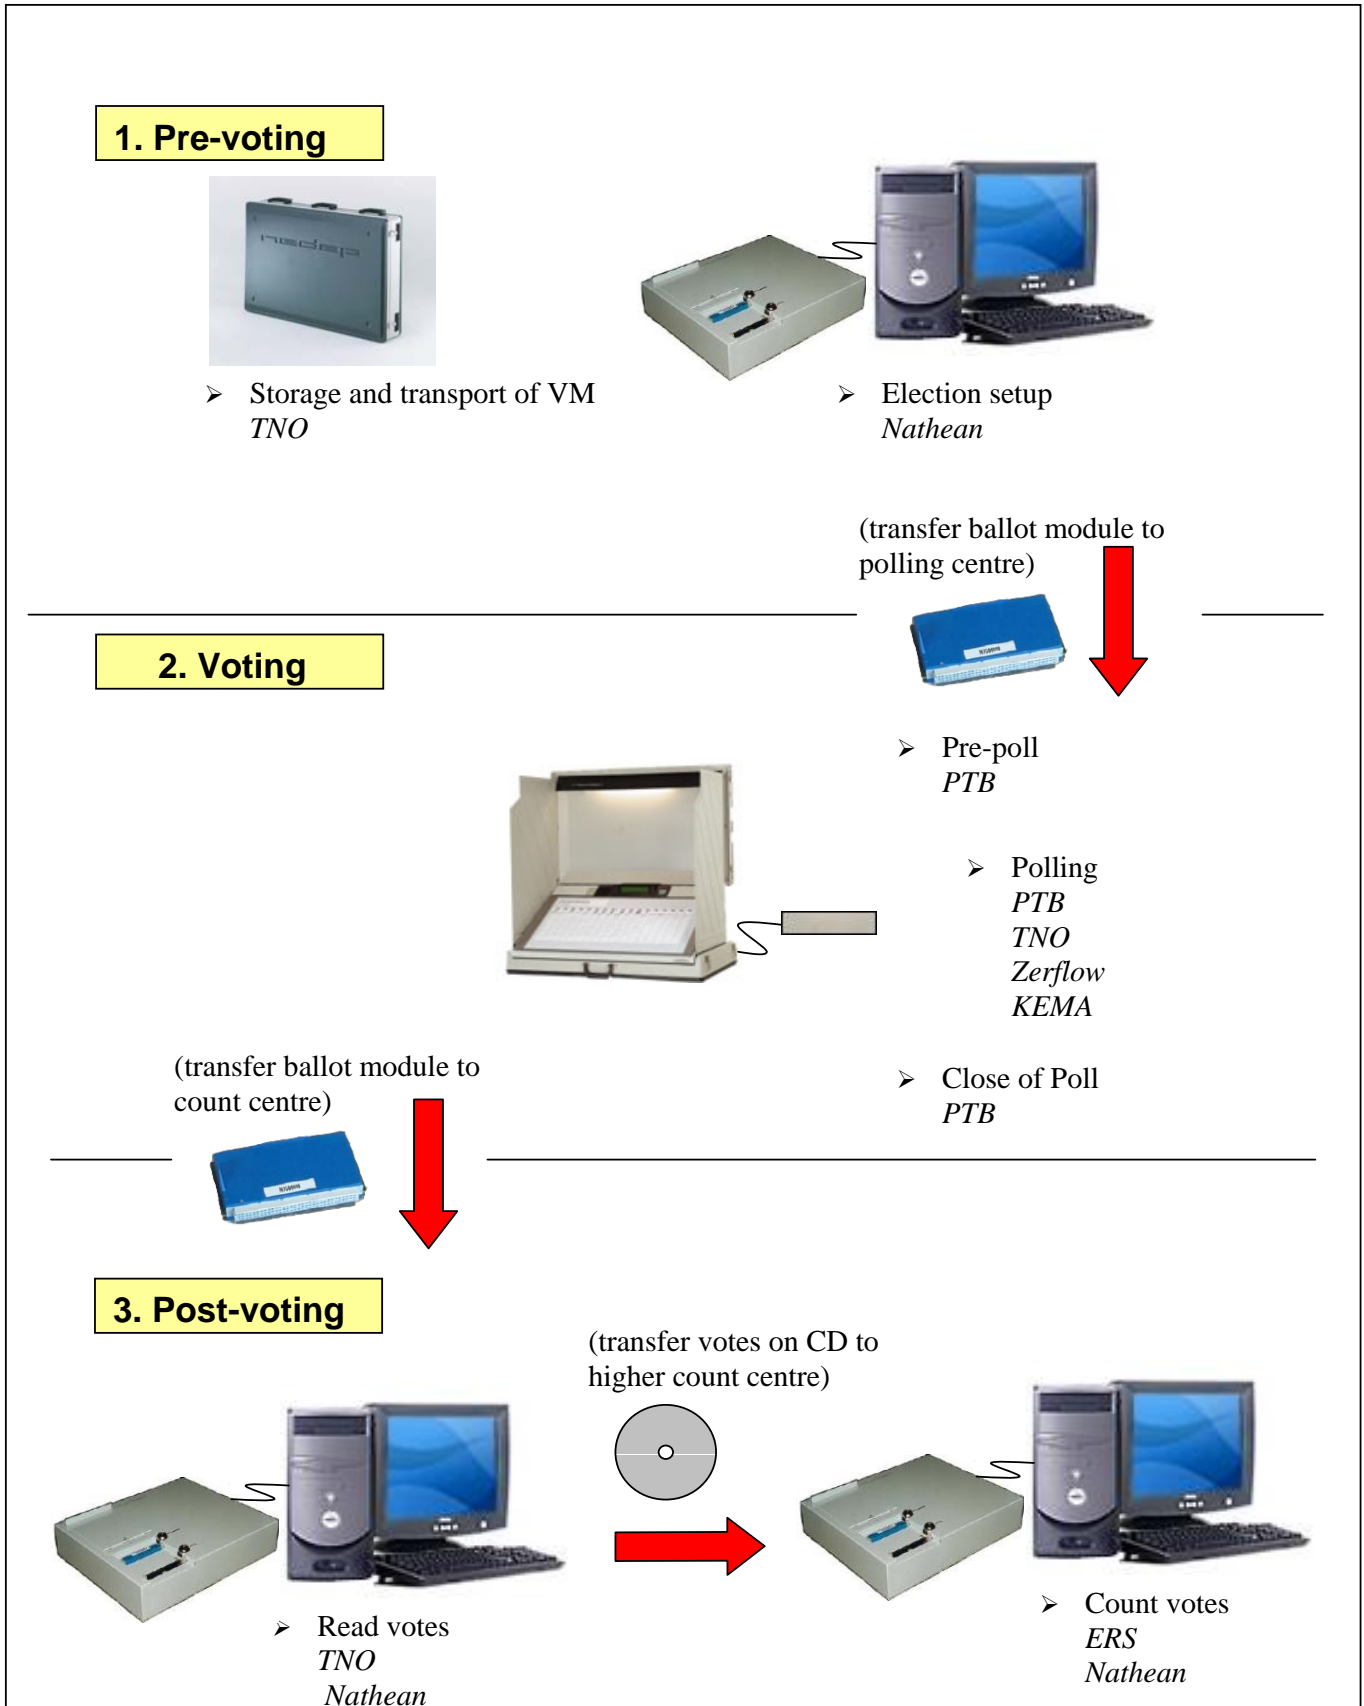 1. Pre-voting
nedap
➢ Storage and transport of VM
TNO
➢ Election setup
Nathean
(transfer ballot module to
polling centre)
2. Voting
➢ Pre-poll
PTB
➢ Polling
PTB
TNO
Zerflow
KEMA
➢ Close of Poll
PTB
(transfer ballot module to
count centre)
3. Post-voting
(transfer votes on CD to
higher count centre)
➢ Read votes
TNO
Nathean
➢ Count votes
ERS
Nathean